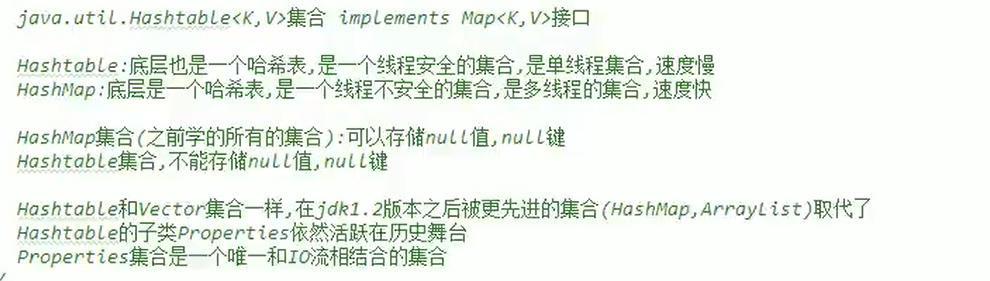 java.util.Hashtable<K,V>集合 implements Map<K,V>接口
Hashtable:底层也是一个哈希表,是一个线程安全的集合,是单线程集合,速度慢
HashMap:底层是一个哈希表,是一个线程不安全的集合,是多线程的集合,速度快
HashMap集合(之前学的所有的集合):可以存储null值,null键
Hashtable集合,不能存储null值,null键
Hashtable和Vector集合一样,在jdk1.2版本之后被更先进的集合(HashMap,ArrayList)取代了
Hashtable的子类Properties依然活跃在历史舞台
Properties集合是一个唯一和IO流相结合的集合
/